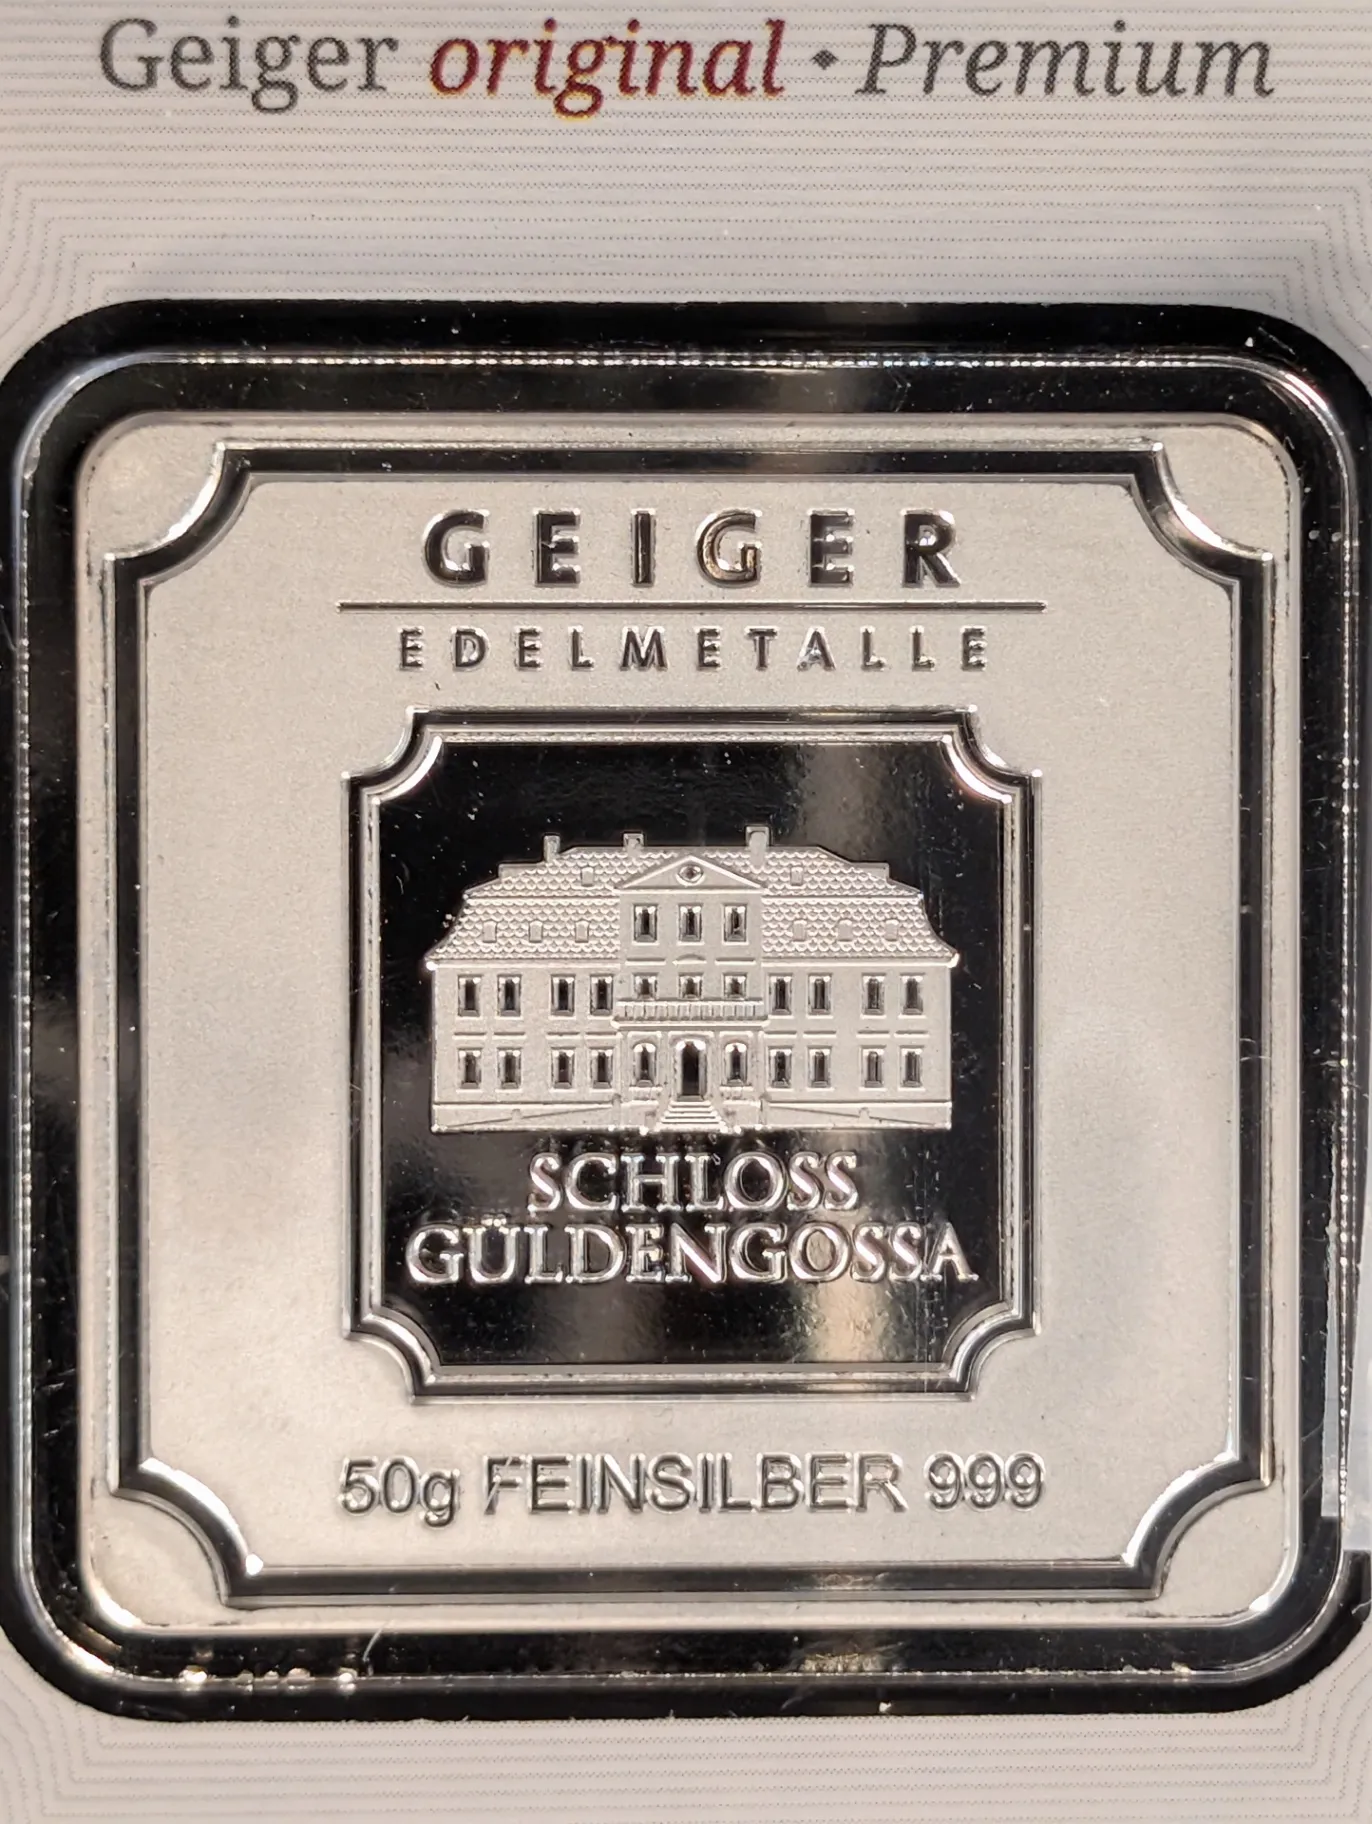 Geiger original • Premium
GEIGER
EDELMETALLE
SCHLOSS
GÜLDENGOSSA
50g FEINSILBER 999